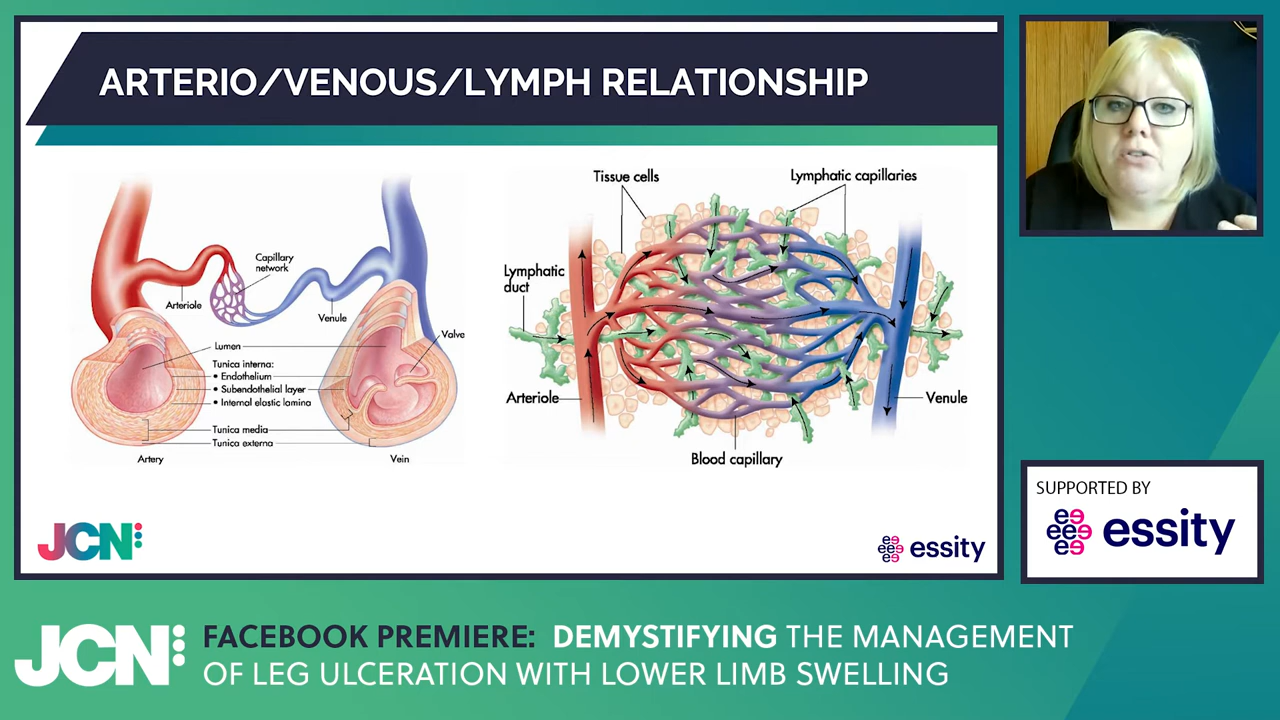 ARTERIO/VENOUS/LYMPH RELATIONSHIP
Capillary
network
Arteriole
Venule
Valve
Lumen
Tunica interna:
• Endothelium
• Subendothelial layer
• Internal elastic lamina
Tunica media
Tunica externa
Artery
Vein
Tissue cells
Lymphatic capillaries
Lymphatic
duct
Arteriole
Venule
Blood capillary
JCN
essity
SUPPORTED BY
essity
JCN
FACEBOOK PREMIERE: DEMYSTIFYING THE MANAGEMENT
OF LEG ULCERATION WITH LOWER LIMB SWELLING